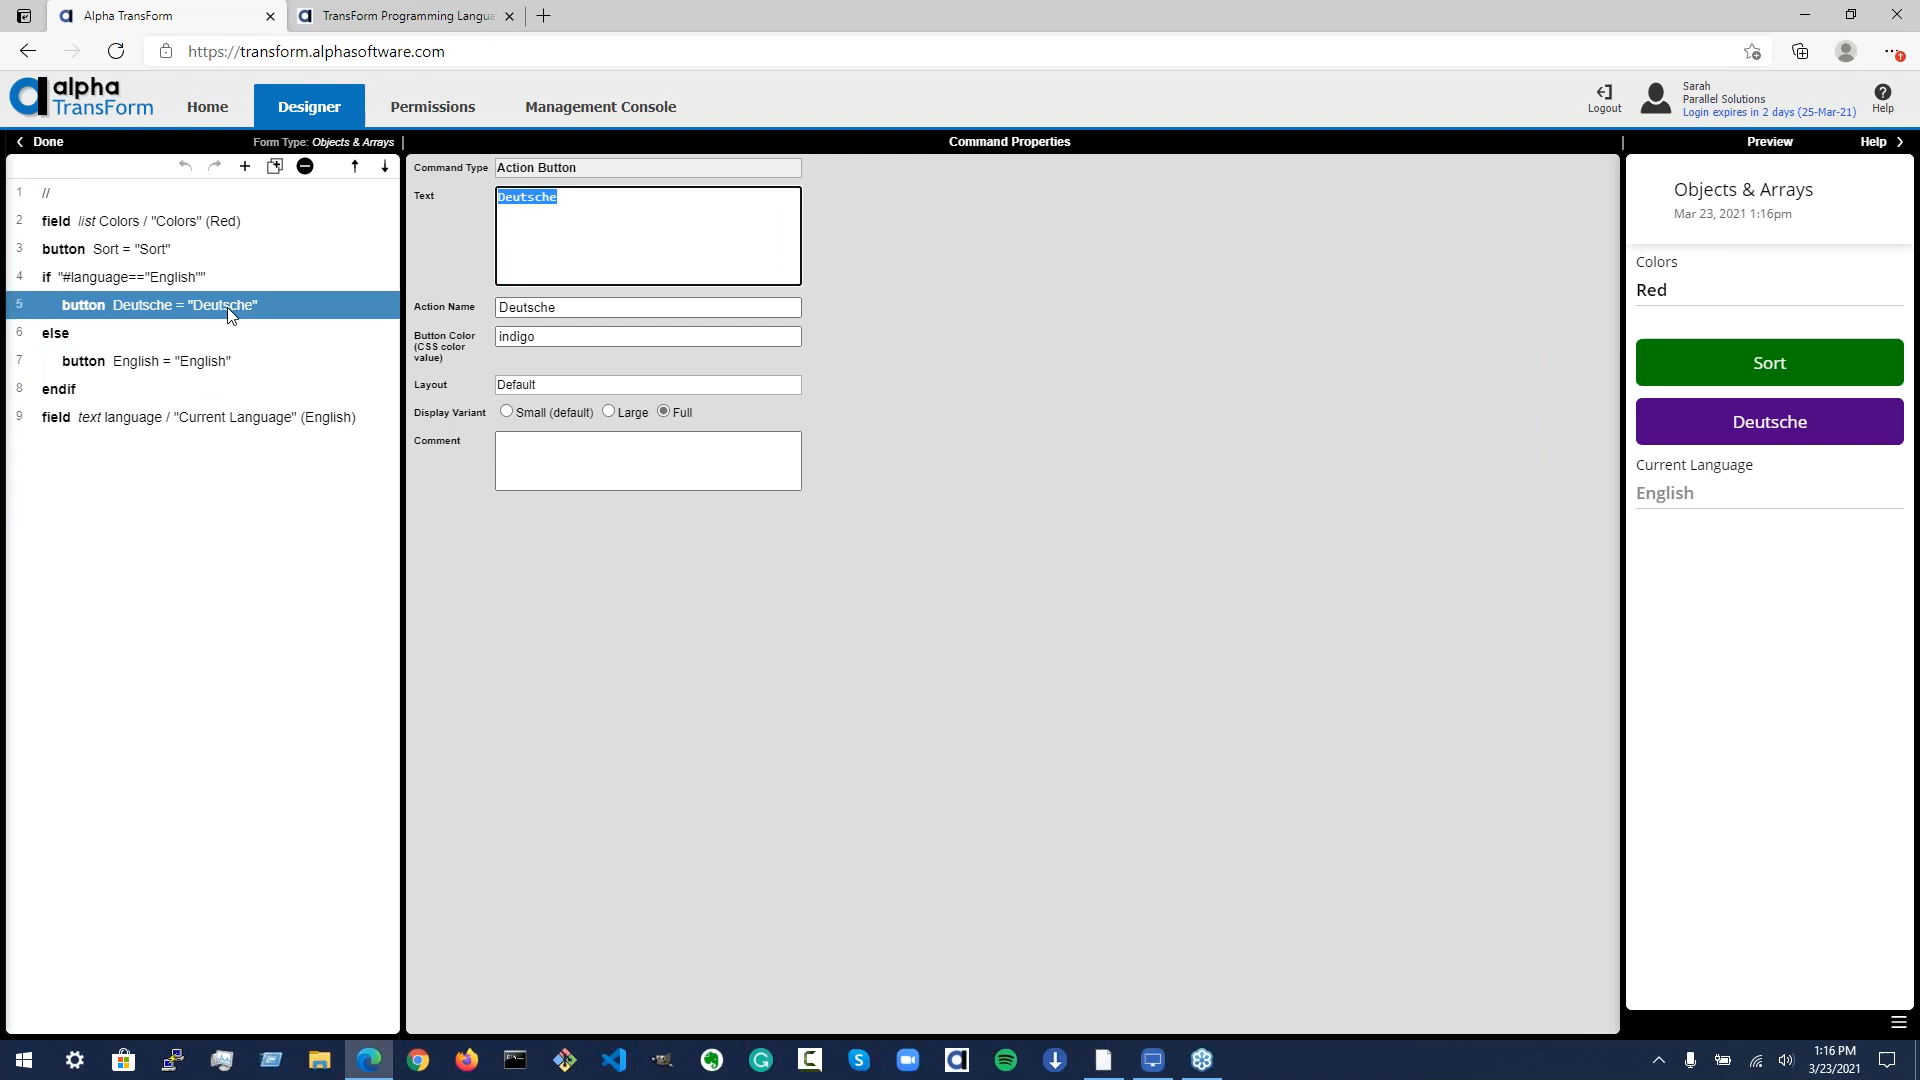 Alpha TransForm
TransForm Programming Langua
https://transform.alphasoftware.com
alpha
TransForm
Home
Designer
Permissions
Management Console
Logout
Sarah
Parallel Solutions
Login expires in 2 days (25-Mar-21)
Help
Done
Form Type: Objects & Arrays
Command Properties
Preview
Help
1 //
2 field list Colors / "Colors" (Red)
3 button Sort = "Sort"
4 if "#language=="English""
5 button Deutsche = "Deutsche"
6 else
7 button English = "English"
8 endif
9 field text language / "Current Language" (English)
Command Type Action Button
Text Deutsche
Action Name Deutsche
Button Color (CSS color value) indigo
Layout Default
Display Variant Small (default) Large Full
Comment
Objects & Arrays
Mar 23, 2021 1:16pm
Colors
Red
Sort
Deutsche
Current Language
English
1:16 PM
3/23/2021